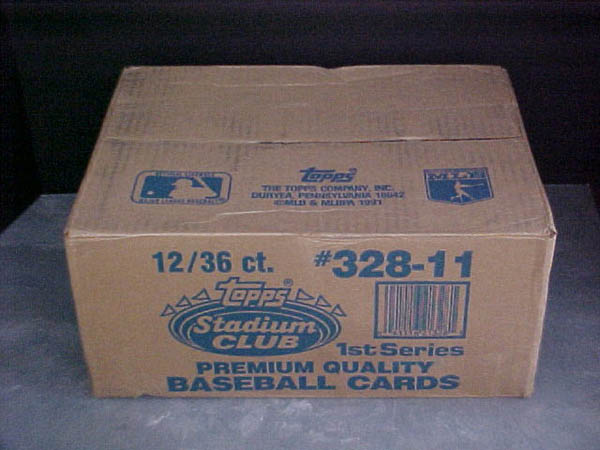 Topps®
THE TOPPS COMPANY, INC.
DURYEA, PENNSYLVANIA 18642
©MLB & MLBPA 1991
12/36 ct. #328-11
Topps®
Stadium
CLUB
1st Series
PREMIUM QUALITY
BASEBALL CARDS